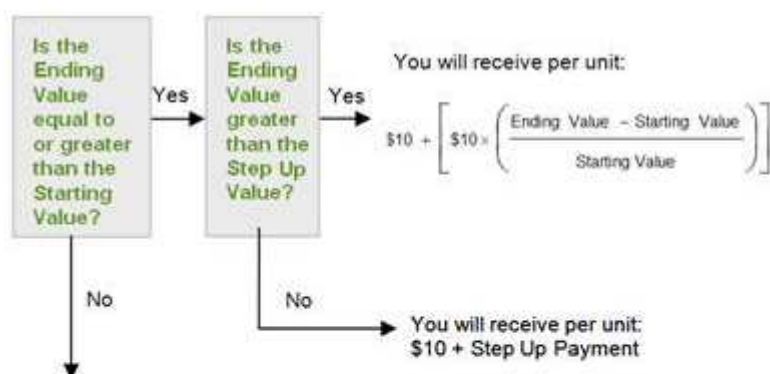 Is the
Ending
Value
equal to
or greater
than the
Starting
Value?
Yes
Is the
Ending
Value
greater
than the
Step Up
Value?
Yes
You will receive per unit:
$10 + [ $10 × ( Ending Value – Starting Value
Starting Value ) ]
No
No
You will receive per unit:
$10 + Step Up Payment